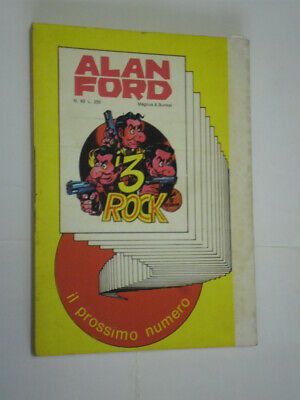 ALAN
FORD
Magnus & Bunker
3
ROCK
il prossimo numero